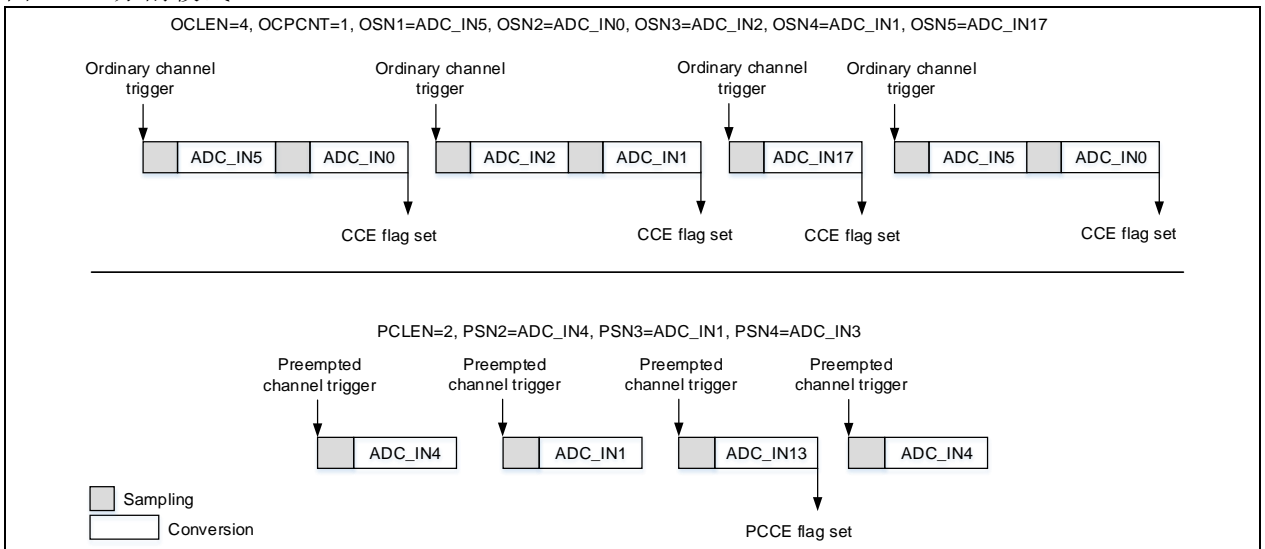 OCLEN=4, OCPCNT=1, OSN1=ADC_IN5, OSN2=ADC_IN0, OSN3=ADC_IN2, OSN4=ADC_IN1, OSN5=ADC_IN17
Ordinary channel trigger
Ordinary channel trigger
Ordinary channel trigger
Ordinary channel trigger
ADC_IN5
ADC_IN0
ADC_IN2
ADC_IN1
ADC_IN17
ADC_IN5
ADC_IN0
CCE flag set
CCE flag set
CCE flag set
CCE flag set
PCLEN=2, PSN2=ADC_IN4, PSN3=ADC_IN1, PSN4=ADC_IN3
Preempted channel trigger
Preempted channel trigger
Preempted channel trigger
Preempted channel trigger
ADC_IN4
ADC_IN1
ADC_IN13
ADC_IN4
PCCE flag set
Sampling
Conversion